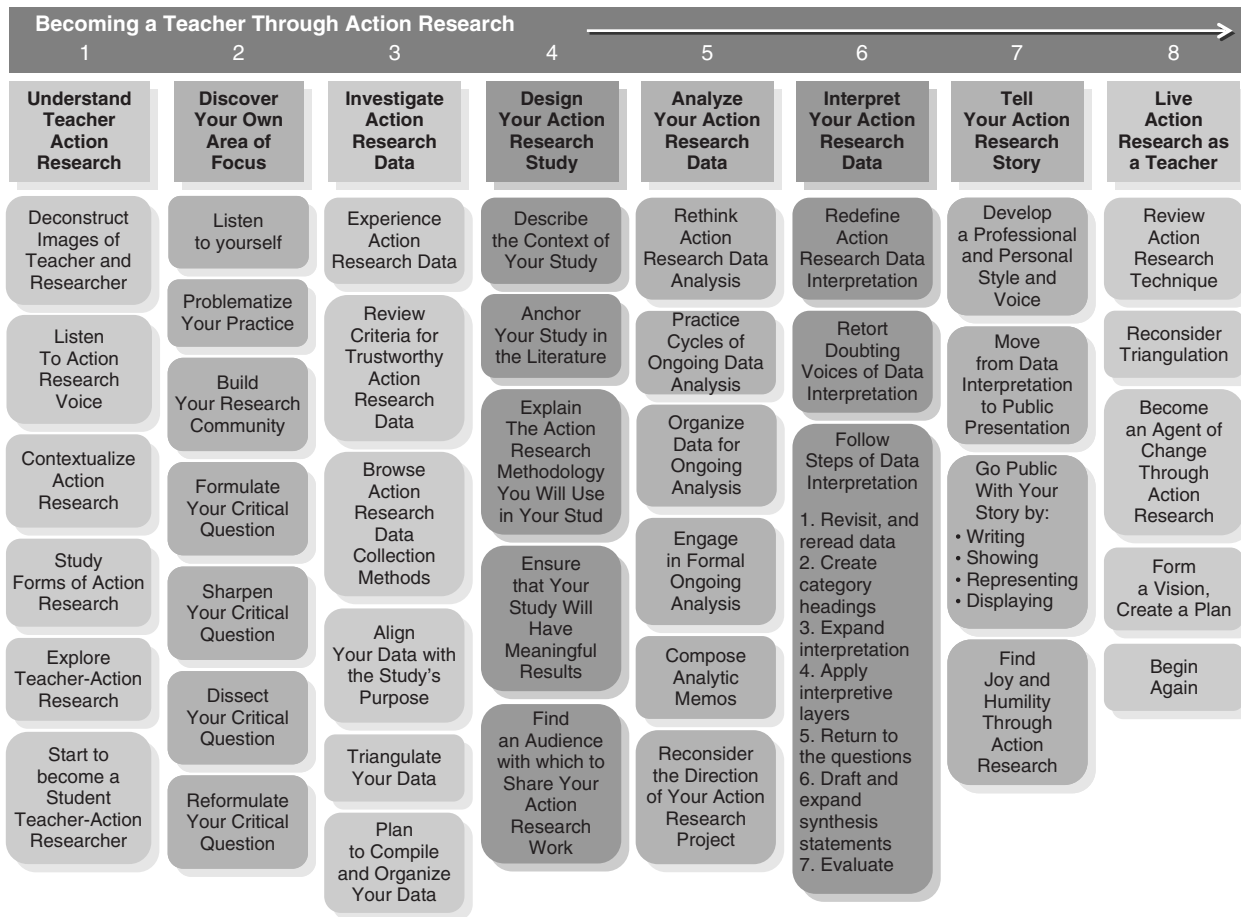 Becoming a Teacher Through Action Research
1 2 3 4 5 6 7 8
Understand
Teacher
Action
Research
Deconstruct
Images of
Teacher and
Researcher
Listen
To Action
Research
Voice
Contextualize
Action
Research
Study
Forms of Action
Research
Explore
Teacher-Action
Research
Start to
become a
Student
Teacher-Action
Researcher
Discover
Your Own
Area of
Focus
Listen
to yourself
Problematize
Your Practice
Build
Your Research
Community
Formulate
Your Critical
Question
Sharpen
Your Critical
Question
Dissect
Your Critical
Question
Reformulate
Your Critical
Question
Investigate
Action
Research
Data
Experience
Action
Research Data
Review
Criteria for
Trustworthy
Action
Research
Data
Browse
Action
Research
Data
Collection
Methods
Align
Your Data with
the Study's
Purpose
Triangulate
Your Data
Plan
to Compile
and Organize
Your Data
Design
Your Action
Research
Study
Describe
the Context of
Your Study
Anchor
Your Study in
the Literature
Explain
The Action
Research
Methodology
You Will Use
in Your Stud
Ensure
that Your
Study Will
Have
Meaningful
Results
Find
an Audience
with which to
Share Your
Action
Research
Work
Analyze
Your Action
Research
Data
Rethink
Action
Research Data
Analysis
Practice
Cycles of
Ongoing Data
Analysis
Organize
Data for
Ongoing
Analysis
Engage
in Formal
Ongoing
Analysis
Compose
Analytic
Memos
Reconsider
the Direction
of Your Action
Research
Project
Interpret
Your Action
Research
Data
Redefine
Action
Research Data
Interpretation
Retort
Doubting
Voices of Data
Interpretation
Follow
Steps of Data
Interpretation
1. Revisit, and
reread data
2. Create
category
headings
3. Expand
interpretation
4. Apply
interpretive
layers
5. Return to
the questions
6. Draft and
expand
synthesis
statements
7. Evaluate
Tell
Your Action
Research
Story
Develop
a Professional
and Personal
Style and
Voice
Move
from Data
Interpretation
to Public
Presentation
Go Public
With Your
Story by:
• Writing
• Showing
• Representing
• Displaying
Find
Joy and
Humility
Through
Action
Research
Live
Action
Research as
a Teacher
Review
Action
Research
Technique
Reconsider
Triangulation
Become
an Agent of
Change
Through
Action
Research
Form
a Vision,
Create a Plan
Begin
Again